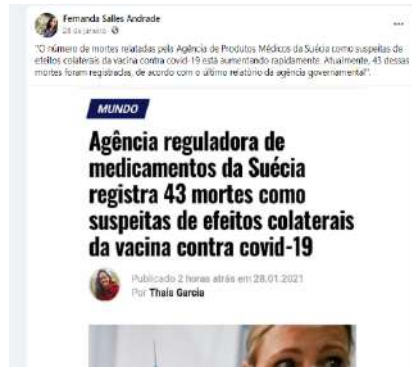 Fernanda Salles Andrade
28 de janeiro
"O número de mortes relatadas pela Agência de Produtos Médicos da Suécia como suspeitas de
efeitos colaterais da vacina contra covid-19 está aumentando rapidamente. Atualmente, 43 dessas
mortes foram registradas, de acordo com o último relatório da agência governamental".
MUNDO
Agência reguladora de
medicamentos da Suécia
registra 43 mortes como
suspeitas de efeitos colaterais
da vacina contra covid-19
Publicado 2 horas atrás em 28.01.2021
Por Thaís Garcia